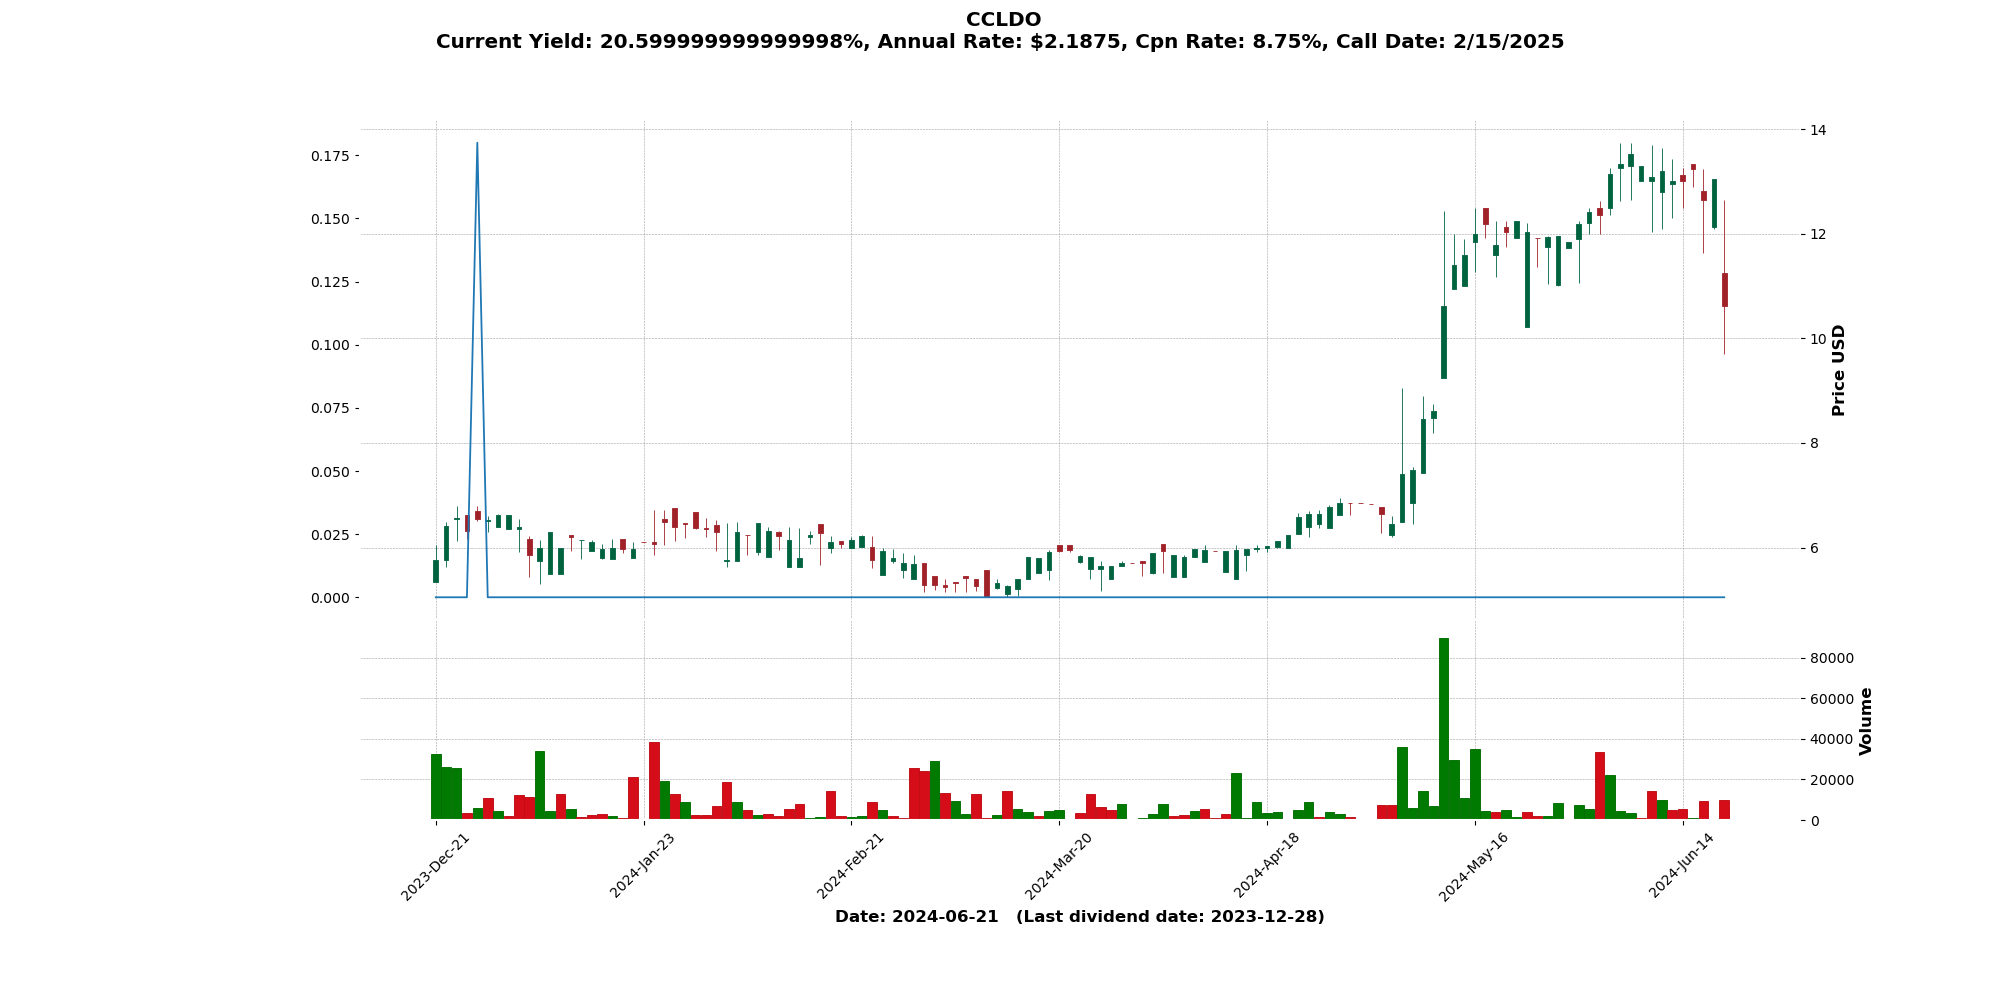 CCLDO
Current Yield: 20.599999999999998%, Annual Rate: $2.1875, Cpn Rate: 8.75%, Call Date: 2/15/2025
0.175
0.150
0.125
0.100
0.075
0.050
0.025
0.000
14
12
10
8
6
Price USD
80000
60000
40000
20000
0
Volume
2023-Dec-21
2024-Jan-23
2024-Feb-21
2024-Mar-20
2024-Apr-18
2024-May-16
2024-Jun-14
Date: 2024-06-21   (Last dividend date: 2023-12-28)